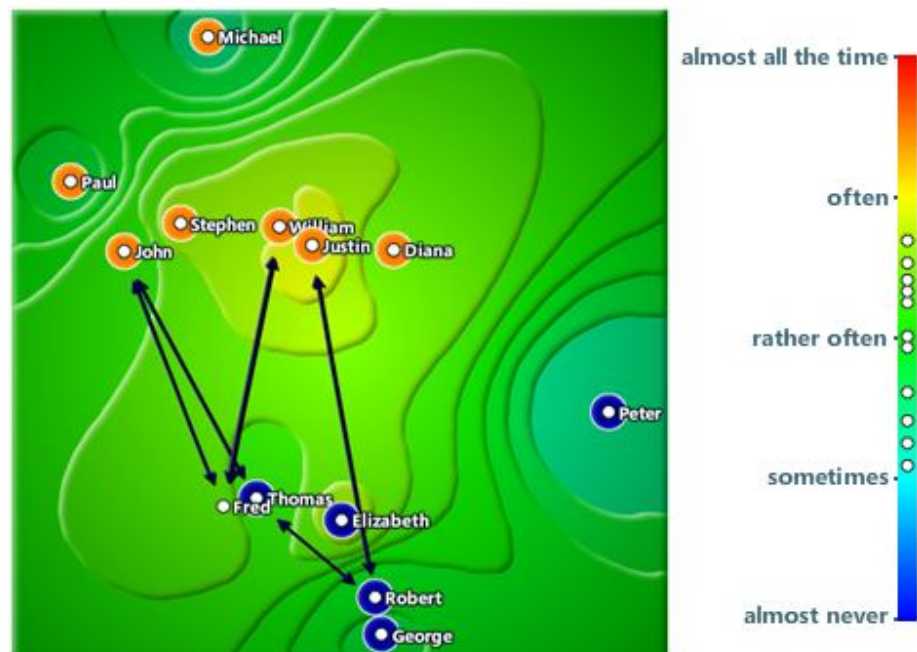 Michael
almost all the time
Paul
often
Stephen
William
Justin
John
Diana
rather often
Peter
sometimes
Thomas
Fred
Elizabeth
Robert
almost never
George